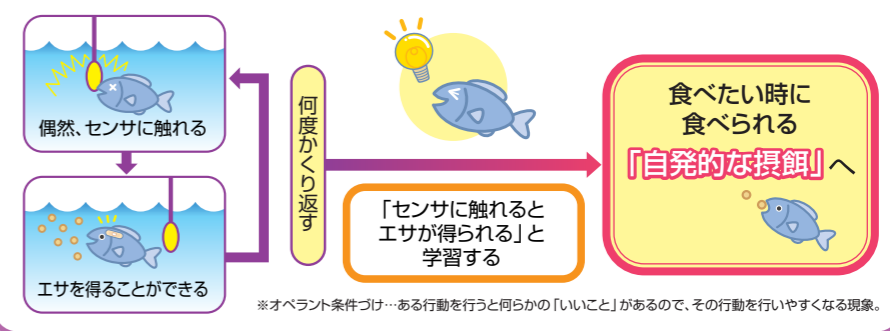 偶然、センサに触れる
エサを得ることができる
何度かくり返す
「センサに触れると
エサが得られる」と
学習する
食べたい時に
食べられる
「自発的な摂餌」へ
※オペラント条件づけ…ある行動を行うと何らかの「いいこと」があるので、その行動を行いやすくなる現象。